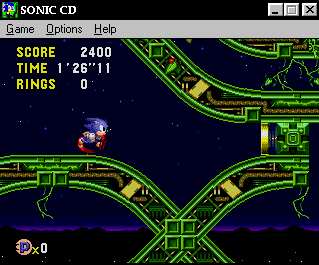 SONIC CD
Game Options Help
SCORE 2400
TIME 1'26"11
RINGS 0
P×0